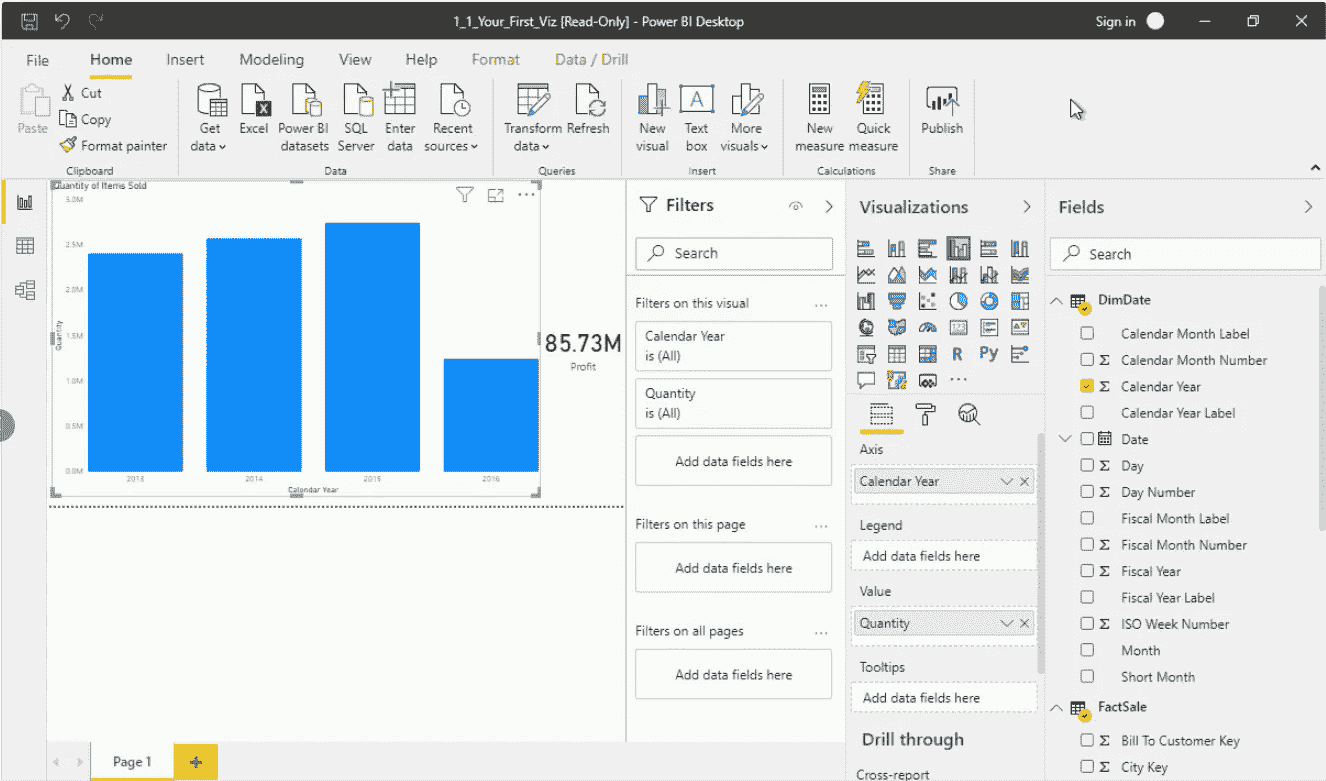 1_1_Your_First_Viz [Read-Only] - Power BI Desktop
Sign in
File Home Insert Modeling View Help Format Data / Drill
Paste
Cut
Copy
Format painter
Clipboard
Get data
Excel
Power BI datasets
SQL Server
Enter data
Recent sources
Data
Transform data
Refresh
Queries
New visual
Text box
More visuals
Insert
New measure
Quick measure
Calculations
Publish
Share
Quantity of Items Sold
3.0M
2.5M
2.0M
1.5M
1.0M
0.5M
0.0M
Quantity
2013 2014 2015 2016
Calendar Year
85.73M
Profit
Filters
Search
Filters on this visual
Calendar Year
is (All)
Quantity
is (All)
Add data fields here
Filters on this page
Add data fields here
Filters on all pages
Add data fields here
Visualizations
123
R
Py
Axis
Calendar Year
Legend
Add data fields here
Value
Quantity
Tooltips
Add data fields here
Drill through
Cross-report
Fields
Search
DimDate
Calendar Month Label
Σ Calendar Month Number
Σ Calendar Year
Calendar Year Label
Date
Σ Day
Σ Day Number
Fiscal Month Label
Σ Fiscal Month Number
Σ Fiscal Year
Fiscal Year Label
Σ ISO Week Number
Month
Short Month
FactSale
Σ Bill To Customer Key
Σ City Key
Page 1